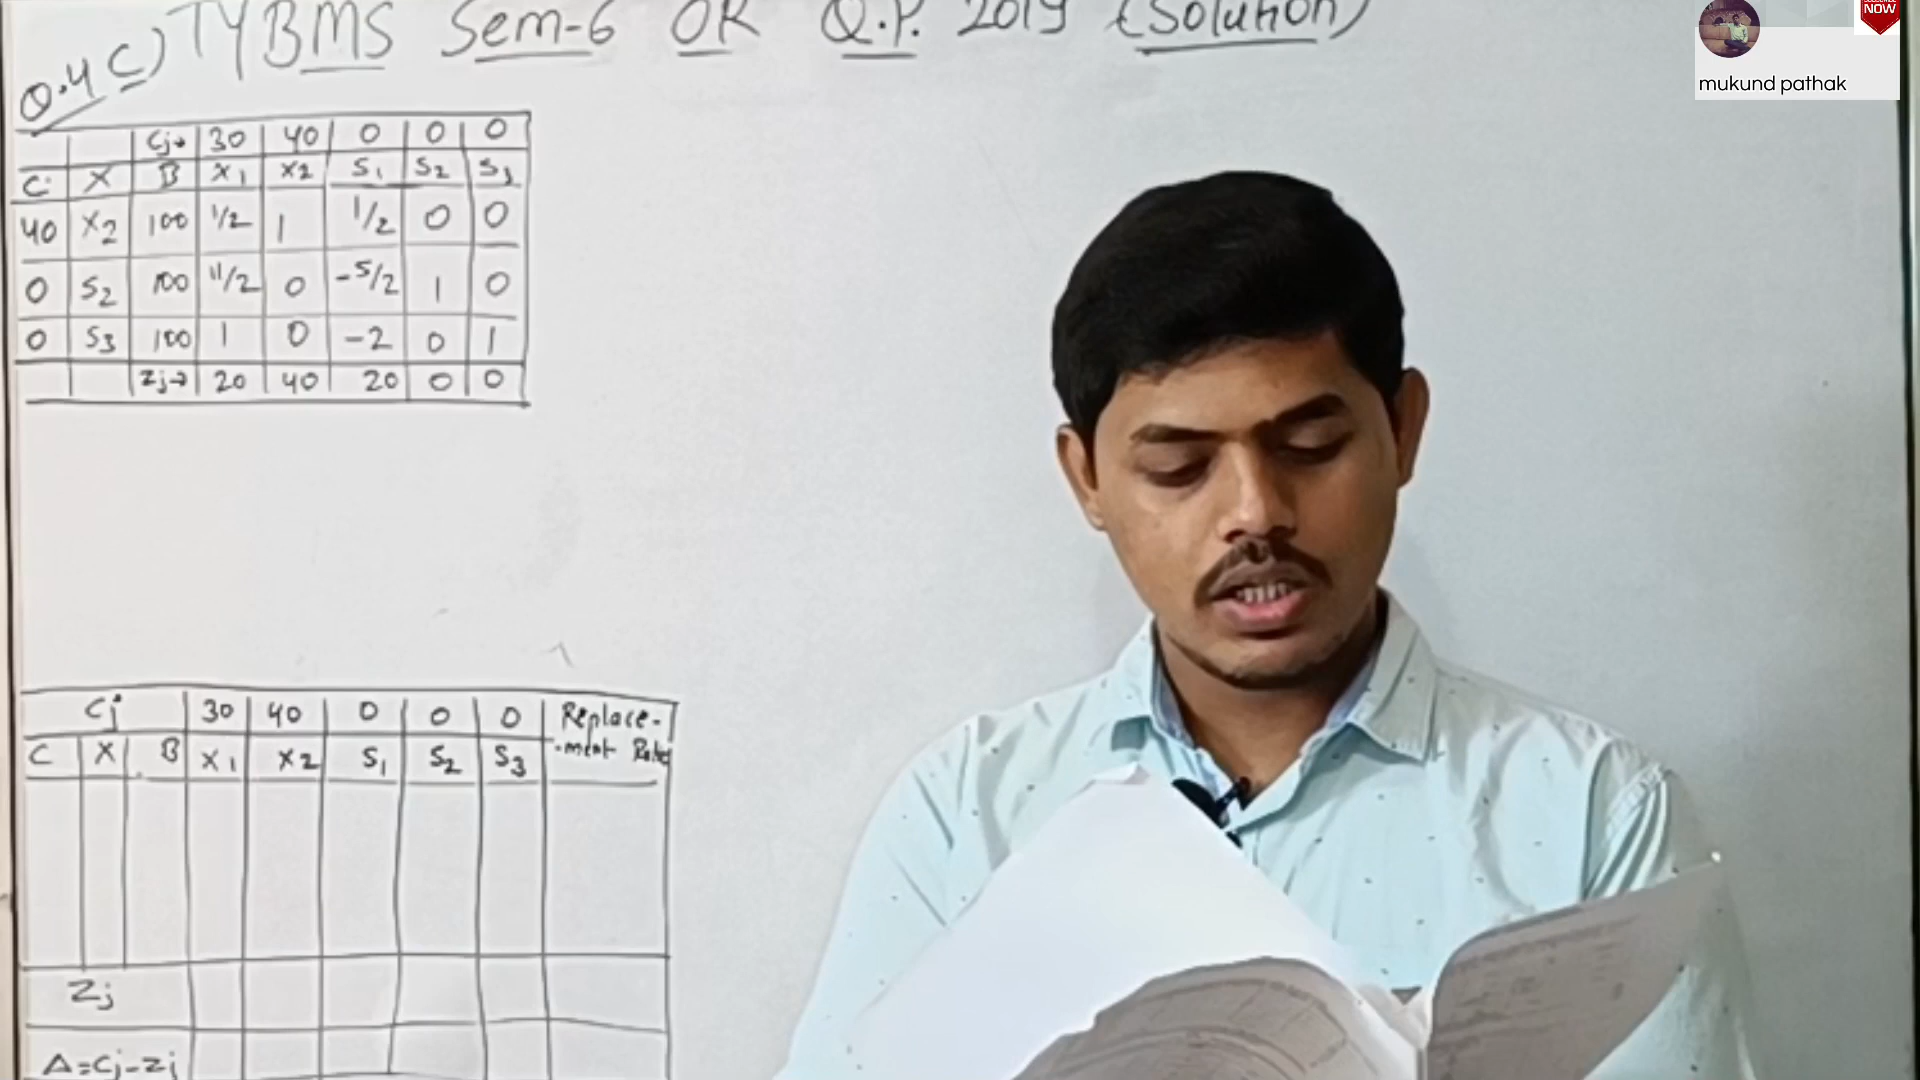 TYBMS Sem-6 OR Q.P. 2019 (Solution)
Q.4 C)
NOW
mukund pathak
Cj→ 30 40 0 0 0
C X B X1 X2 S1 S2 S3
40 X2 100 1/2 1 1/2 0 0
0 S2 100 11/2 0 -5/2 1 0
0 S3 100 1 0 -2 0 1
Zj→ 20 40 20 0 0
Cj 30 40 0 0 0 Replace-
C X B X1 X2 S1 S2 S3 -ment Ratio
Zj
Δ=Cj-Zj